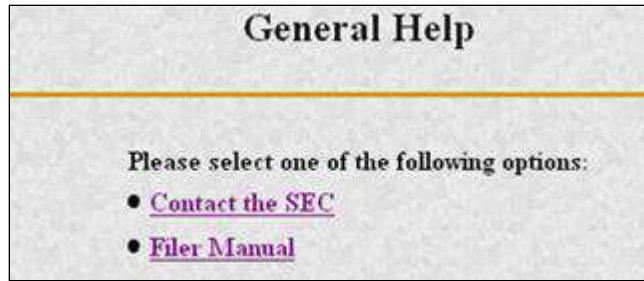 General Help
Please select one of the following options:
Contact the SEC
Filer Manual